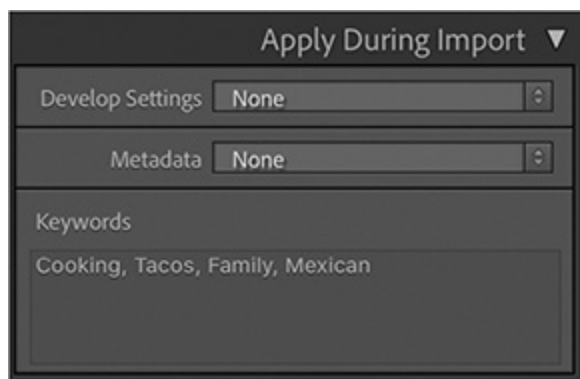 Apply During Import
Develop Settings None
Metadata None
Keywords
Cooking, Tacos, Family, Mexican